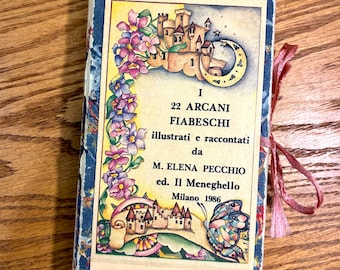 I
22 ARCANI
FIABESCHI
illustrati e raccontati
da
M. ELENA PECCHIO
ed. Il Meneghello
Milano 1986